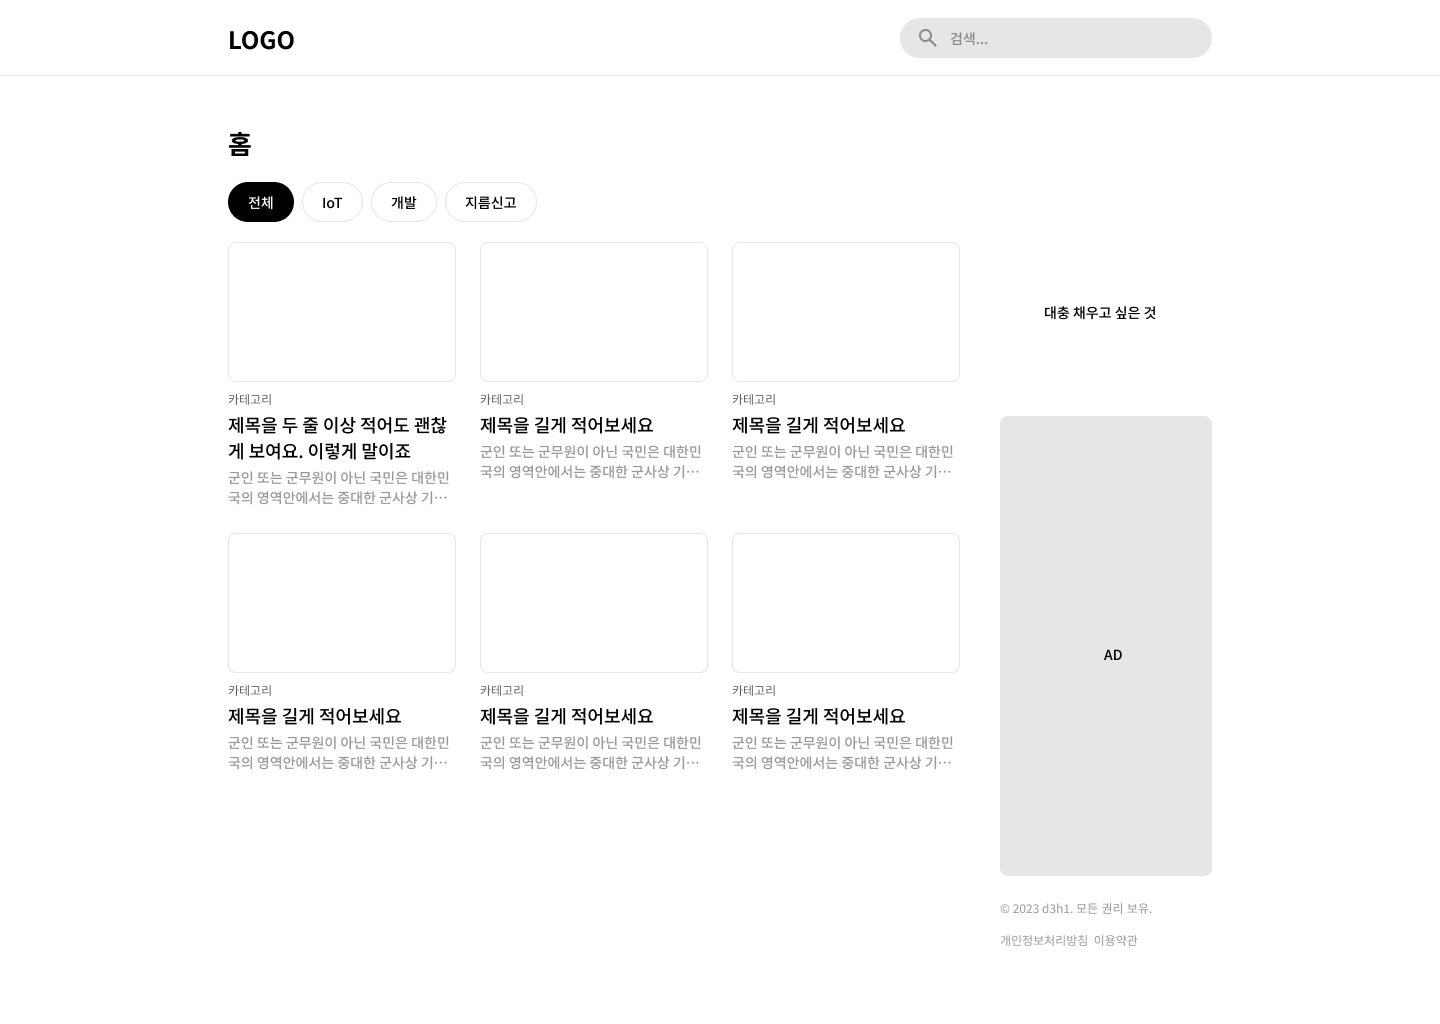 LOGO
검색...
홈
전체
IoT
개발
지름신고
카테고리
제목을 두 줄 이상 적어도 괜찮
게 보여요. 이렇게 말이죠
군인 또는 군무원이 아닌 국민은 대한민
국의 영역안에서는 중대한 군사상 기…
카테고리
제목을 길게 적어보세요
군인 또는 군무원이 아닌 국민은 대한민
국의 영역안에서는 중대한 군사상 기…
카테고리
제목을 길게 적어보세요
군인 또는 군무원이 아닌 국민은 대한민
국의 영역안에서는 중대한 군사상 기…
카테고리
제목을 길게 적어보세요
군인 또는 군무원이 아닌 국민은 대한민
국의 영역안에서는 중대한 군사상 기…
카테고리
제목을 길게 적어보세요
군인 또는 군무원이 아닌 국민은 대한민
국의 영역안에서는 중대한 군사상 기…
카테고리
제목을 길게 적어보세요
군인 또는 군무원이 아닌 국민은 대한민
국의 영역안에서는 중대한 군사상 기…
대충 채우고 싶은 것
AD
© 2023 d3h1. 모든 권리 보유.
개인정보처리방침 이용약관